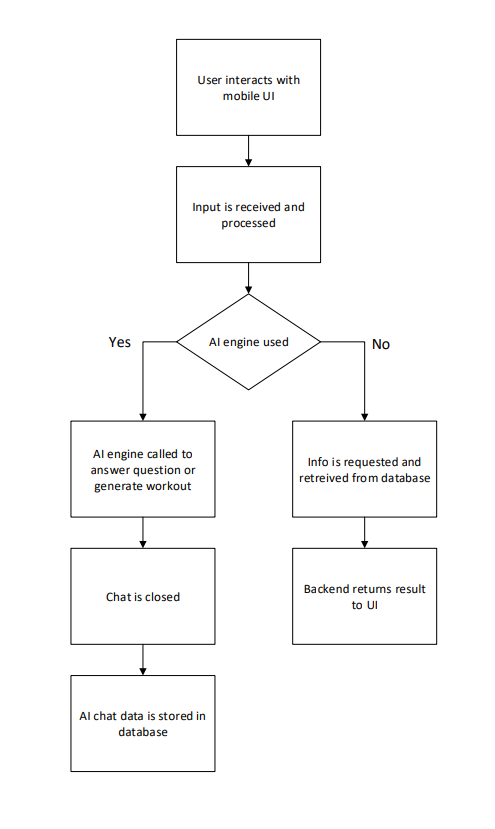 User interacts with
mobile UI
Input is received and
processed
AI engine used
Yes
No
AI engine called to
answer question or
generate workout
Info is requested and
retreived from database
Chat is closed
Backend returns result
to UI
AI chat data is stored in
database